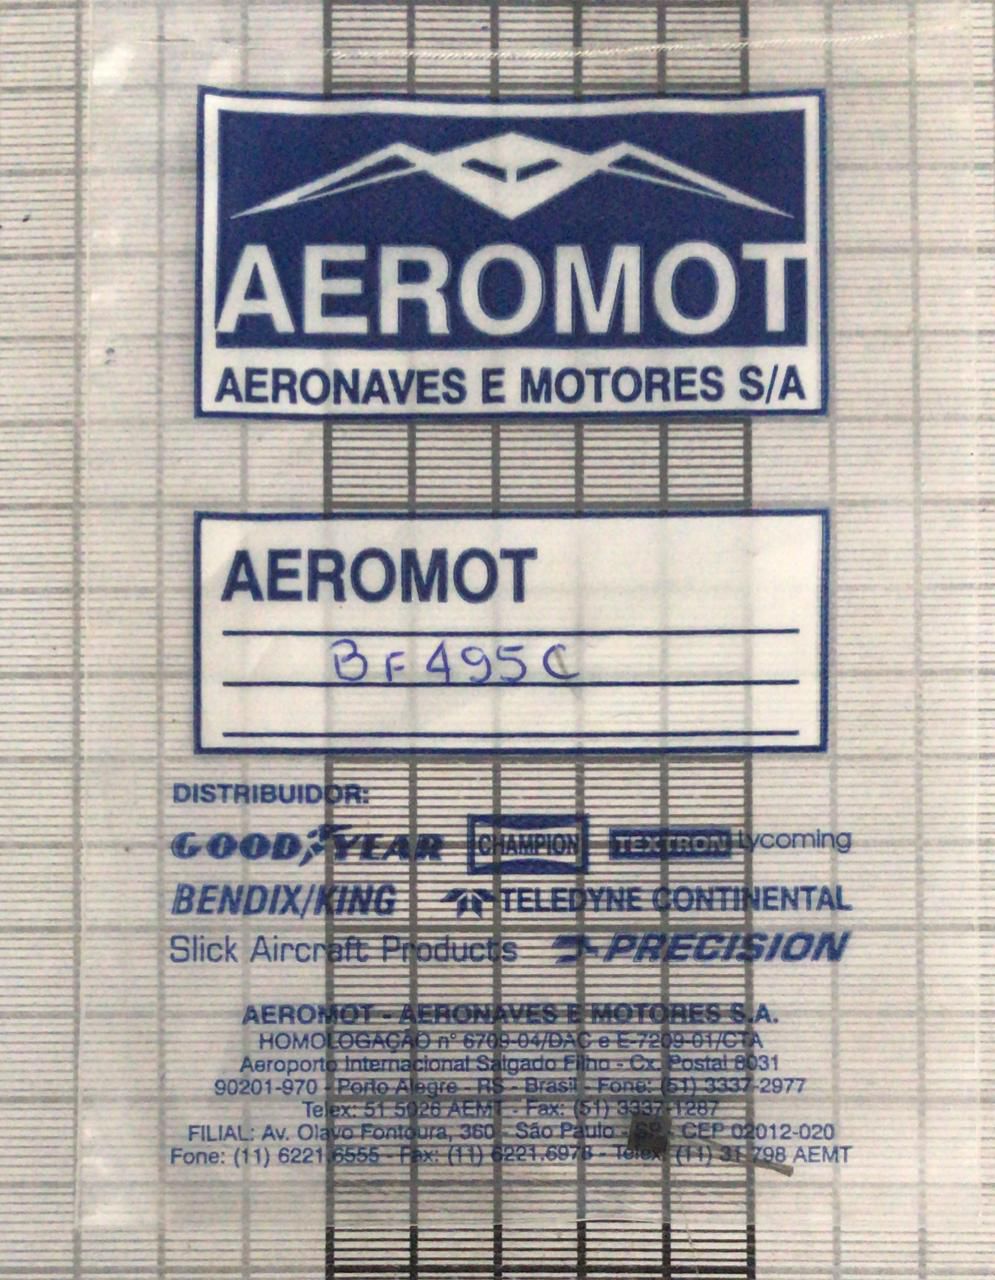 AEROMOT
AERONAVES E MOTORES S/A
AEROMOT
BF495C
DISTRIBUIDOR:
GOODYEAR CHAMPION TEXTRON Lycoming
BENDIX/KING TELEDYNE CONTINENTAL
Slick Aircraft Products PRECISION
AEROMOT - AERONAVES E MOTORES S.A.
HOMOLOGAÇÃO nº 6709-04/DAC e E-7209-01/CTA
Aeroporto Internacional Salgado Filho - Cx. Postal 8031
90201-970 - Porto Alegre - RS - Brasil - Fone: (51) 3337-2977
Telex: 51 5026 AEMT - Fax: (51) 3337-1287
FILIAL: Av. Olavo Fontoura, 360 - São Paulo - SP - CEP 02012-020
Fone: (11) 6221.6555 - Fax: (11) 6221.6978 - Telex: (11) 31 798 AEMT